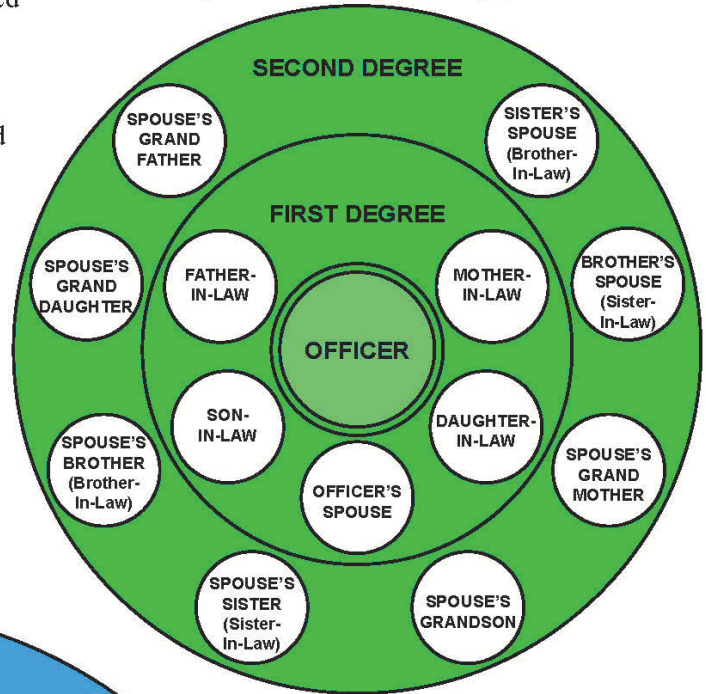 ed
d
SECOND DEGREE
SPOUSE'S
GRAND
FATHER
SISTER'S
SPOUSE
(Brother-
In-Law)
FIRST DEGREE
SPOUSE'S
GRAND
DAUGHTER
FATHER-
IN-LAW
MOTHER-
IN-LAW
BROTHER'S
SPOUSE
(Sister-
In-Law)
OFFICER
SON-
IN-LAW
DAUGHTER-
IN-LAW
SPOUSE'S
BROTHER
(Brother-
In-Law)
OFFICER'S
SPOUSE
SPOUSE'S
GRAND
MOTHER
SPOUSE'S
SISTER
(Sister-
In-Law)
SPOUSE'S
GRANDSON